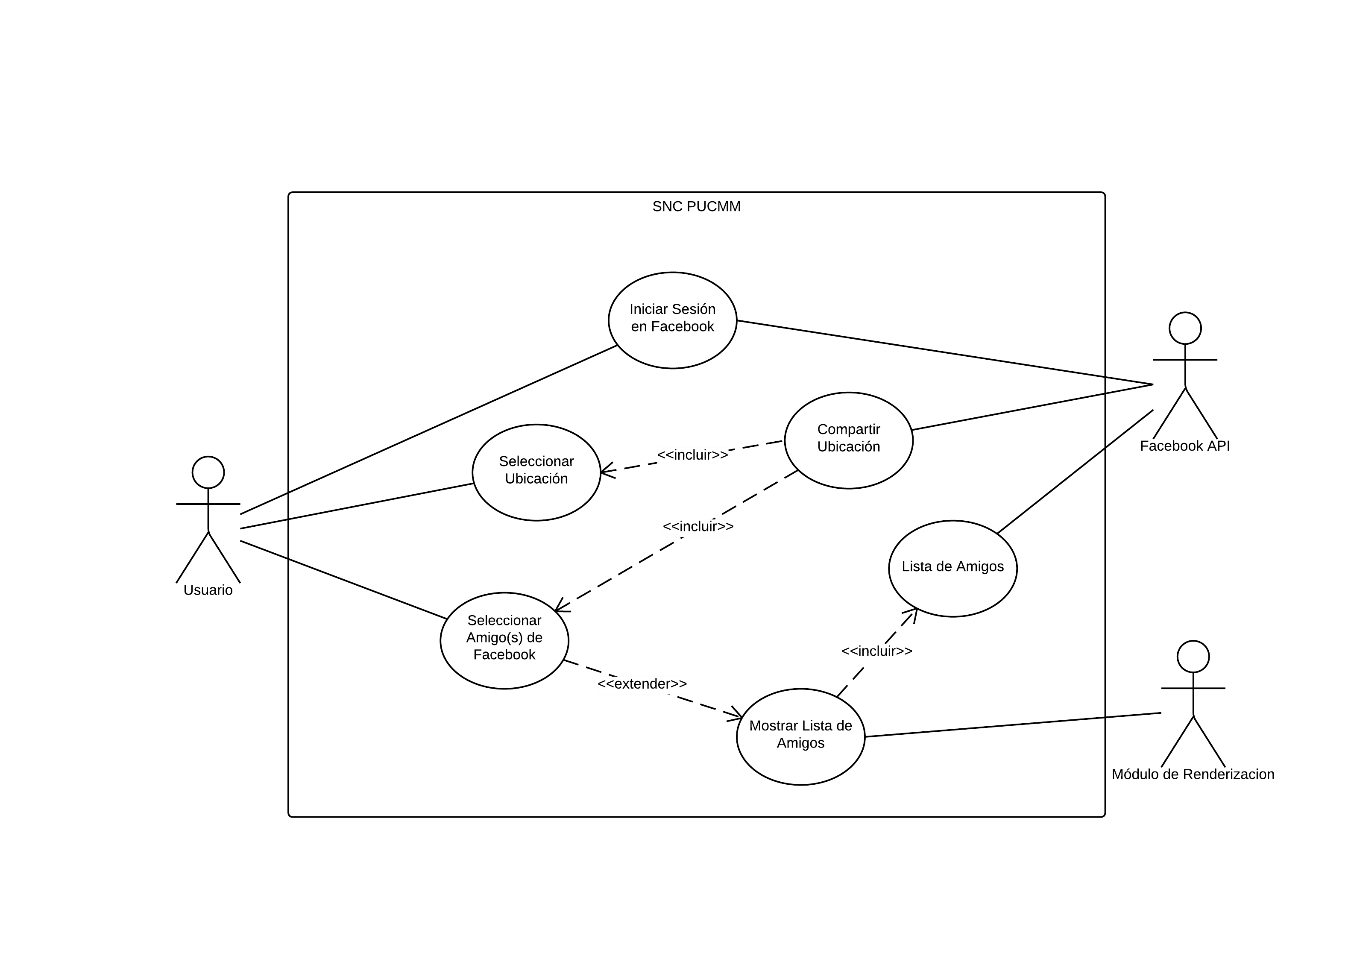 SNC PUCMM
Iniciar Sesión
en Facebook
Compartir
Ubicación
Facebook API
<<incluir>>
Seleccionar
Ubicación
<<incluir>>
Lista de Amigos
Usuario
Seleccionar
Amigo(s) de
Facebook
<<incluir>>
<<extender>>
Mostrar Lista de
Amigos
Módulo de Renderizacion